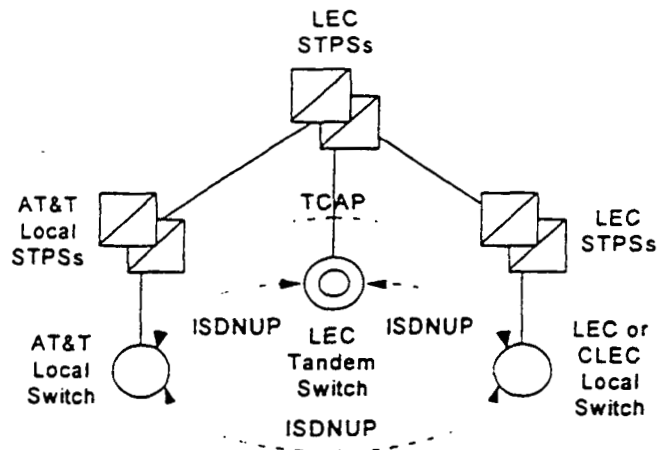 LEC
STPSs
TCAP
AT&T
Local
STPSs
LEC
STPSs
ISDNUP
ISDNUP
AT&T
Local
Switch
LEC
Tandem
Switch
LEC or
CLEC
Local
Switch
ISDNUP